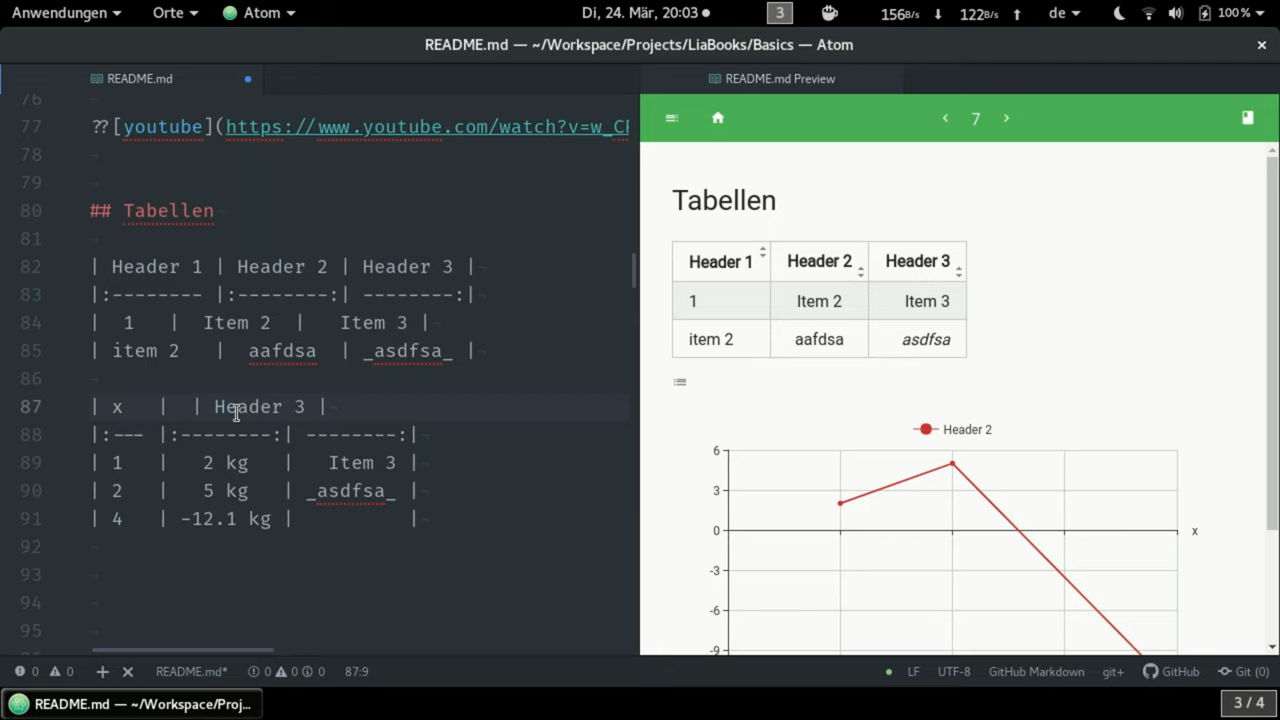 Anwendungen Orte Atom Di, 24. Mär, 20:03 3 156B/s 122B/s de 100 %
README.md — ~/Workspace/Projects/LiaBooks/Basics — Atom ×
README.md
README.md Preview
76
77 ??[youtube](https://www.youtube.com/watch?v=w_C
78
79
80 ## Tabellen
81
82 | Header 1 | Header 2 | Header 3 |
83 |:-------- |:--------:| --------:|
84 |  1   |  Item 2  |   Item 3 |
85 | item 2   |  aafdsa  | _asdfsa_ |
86
87 | x   |  | Header 3 |
88 |:--- |:--------:| --------:|
89 | 1   |   2 kg   |   Item 3 |
90 | 2   |   5 kg   | _asdfsa_ |
91 | 4   | -12.1 kg |          |
92
93
94
95
7
Tabellen
Header 1 Header 2 Header 3
1 Item 2 Item 3
item 2 aafdsa asdfsa
Header 2
6
3
0 x
-3
-6
-9
0 0 README.md* 0 0 0 87:9 LF UTF-8 GitHub Markdown git+ GitHub Git (0)
README.md — ~/Workspace/Proj... 3 / 4